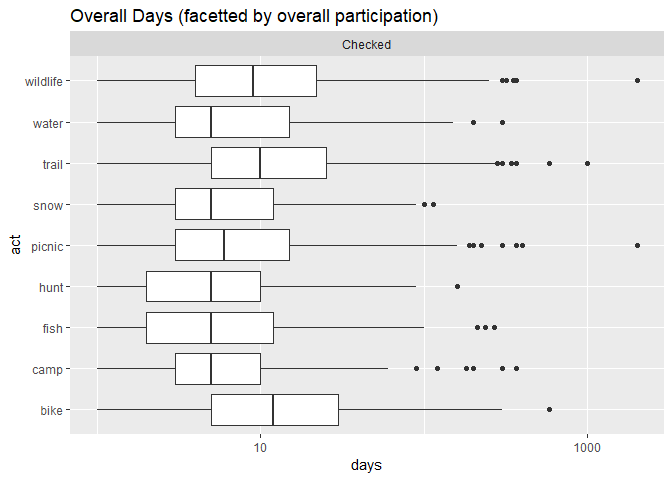 Overall Days (facetted by overall participation)
Checked
wildlife
water
trail
snow
picnic
hunt
fish
camp
bike
act
10
1000
days